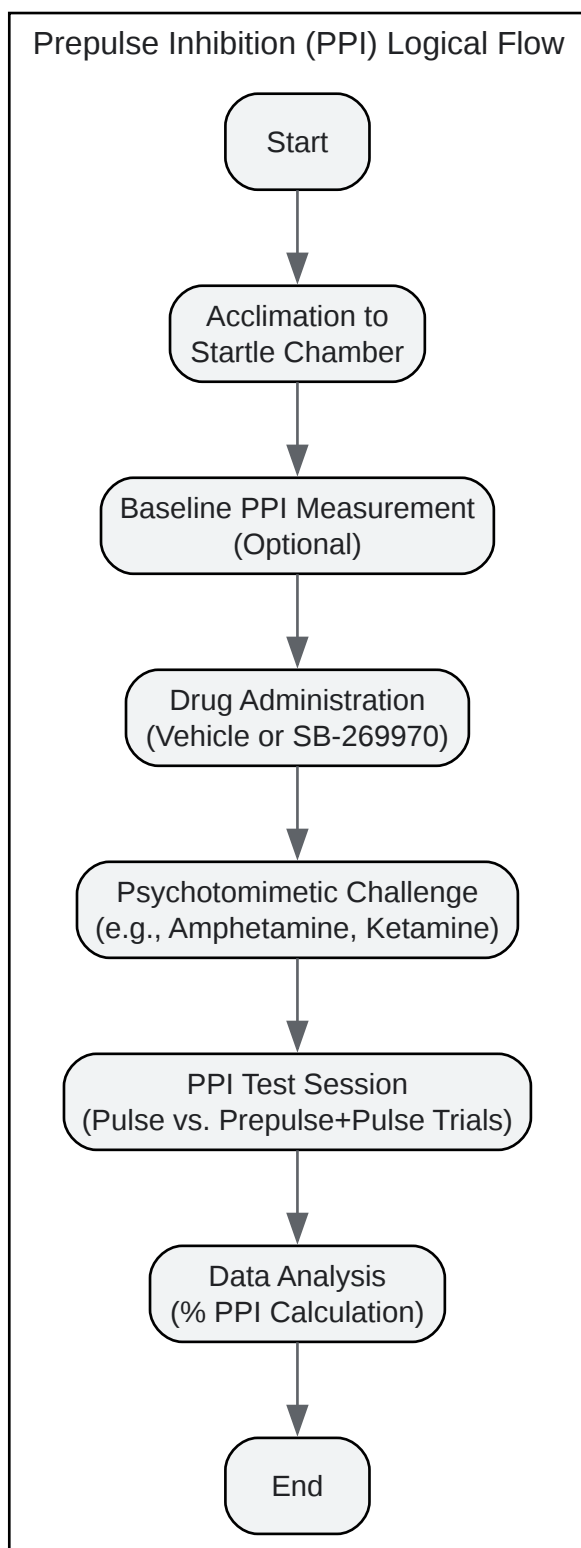 Prepulse Inhibition (PPI) Logical Flow
Start
Acclimation to
Startle Chamber
Baseline PPI Measurement
(Optional)
Drug Administration
(Vehicle or SB-269970)
Psychotomimetic Challenge
(e.g., Amphetamine, Ketamine)
PPI Test Session
(Pulse vs. Prepulse+Pulse Trials)
Data Analysis
(% PPI Calculation)
End